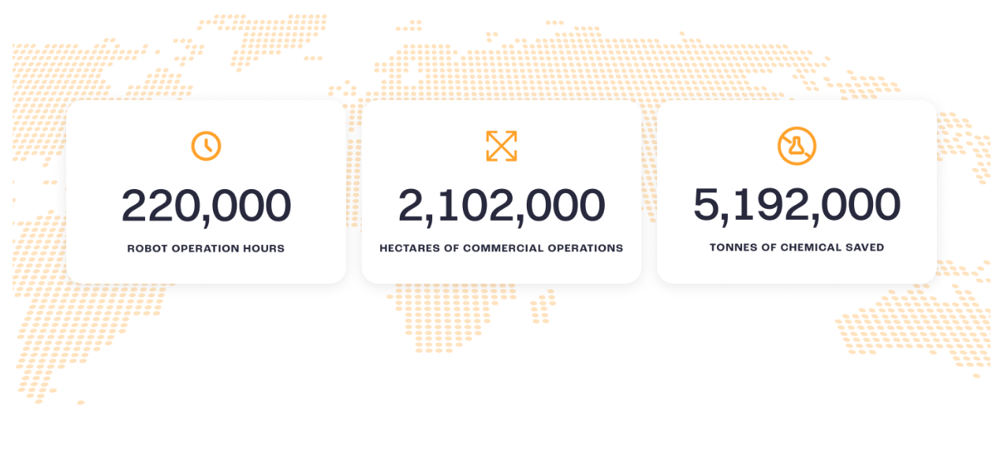 220,000
ROBOT OPERATION HOURS
2,102,000
HECTARES OF COMMERCIAL OPERATIONS
5,192,000
TONNES OF CHEMICAL SAVED